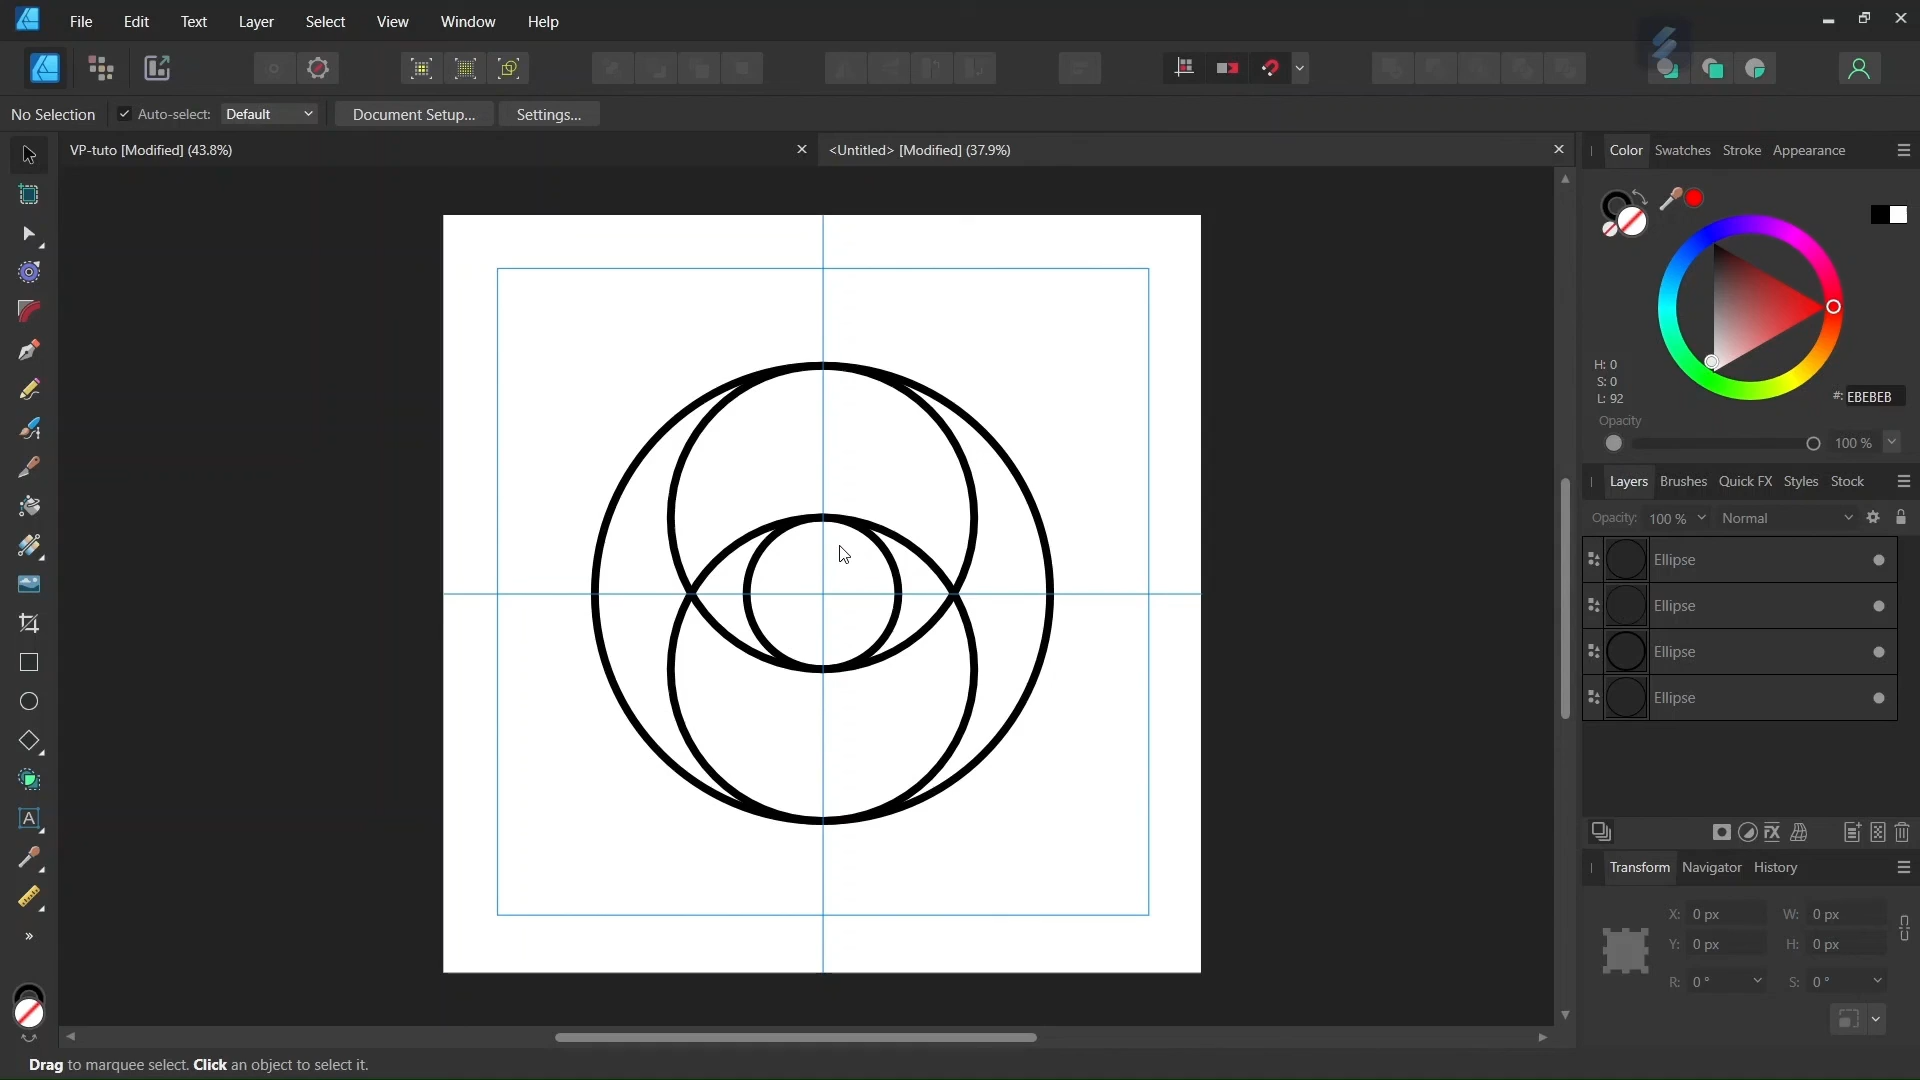 File Edit Text Layer Select View Window Help
No Selection Auto-select: Default Document Setup... Settings...
VP-tuto [Modified] (43.8%)
<Untitled> [Modified] (37.9%)
Color Swatches Stroke Appearance
H: 0
S: 0
L: 92
#: EBEBEB
Opacity
100 %
Layers Brushes Quick FX Styles Stock
Opacity: 100 % Normal
Ellipse
Ellipse
Ellipse
Ellipse
Transform Navigator History
X: 0 px W: 0 px
Y: 0 px H: 0 px
R: 0 ° S: 0 °
Drag to marquee select. Click an object to select it.